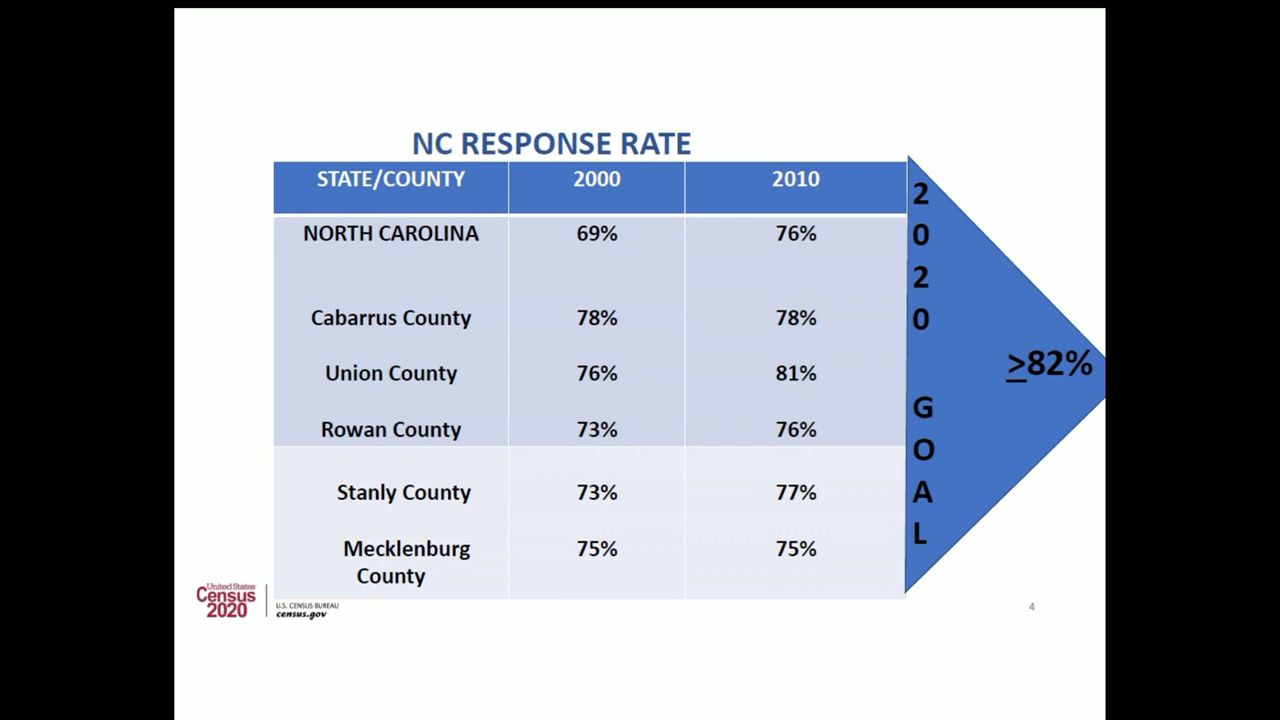 NC RESPONSE RATE
STATE/COUNTY 2000 2010
NORTH CAROLINA 69% 76%
Cabarrus County 78% 78%
Union County 76% 81%
Rowan County 73% 76%
Stanly County 73% 77%
Mecklenburg 75% 75%
County
2
0
2
0
G
O
A
L
≥82%
United States®
Census
2020
U.S. CENSUS BUREAU
census.gov
4